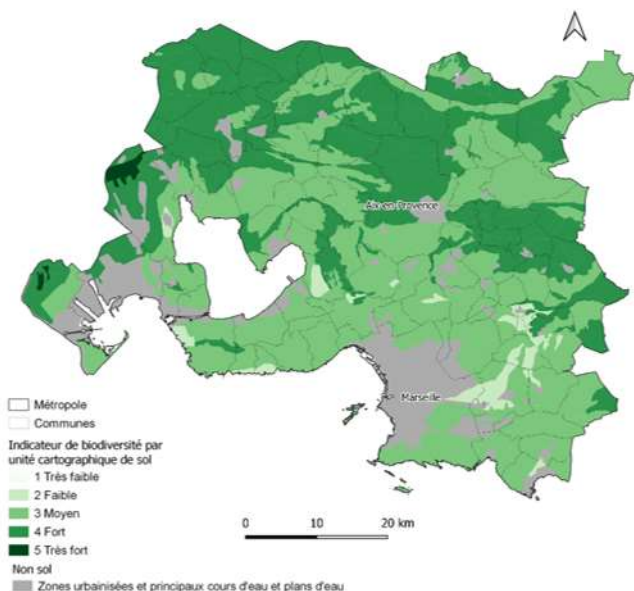 Aix en Provence
Marseille
Métropole
Communes
Indicateur de biodiversité par
unité cartographique de sol
1 Très faible
2 Faible
3 Moyen
4 Fort
5 Très fort
Non sol
Zones urbainisées et principaux cours d'eau et plans d'eau
0 10 20 km